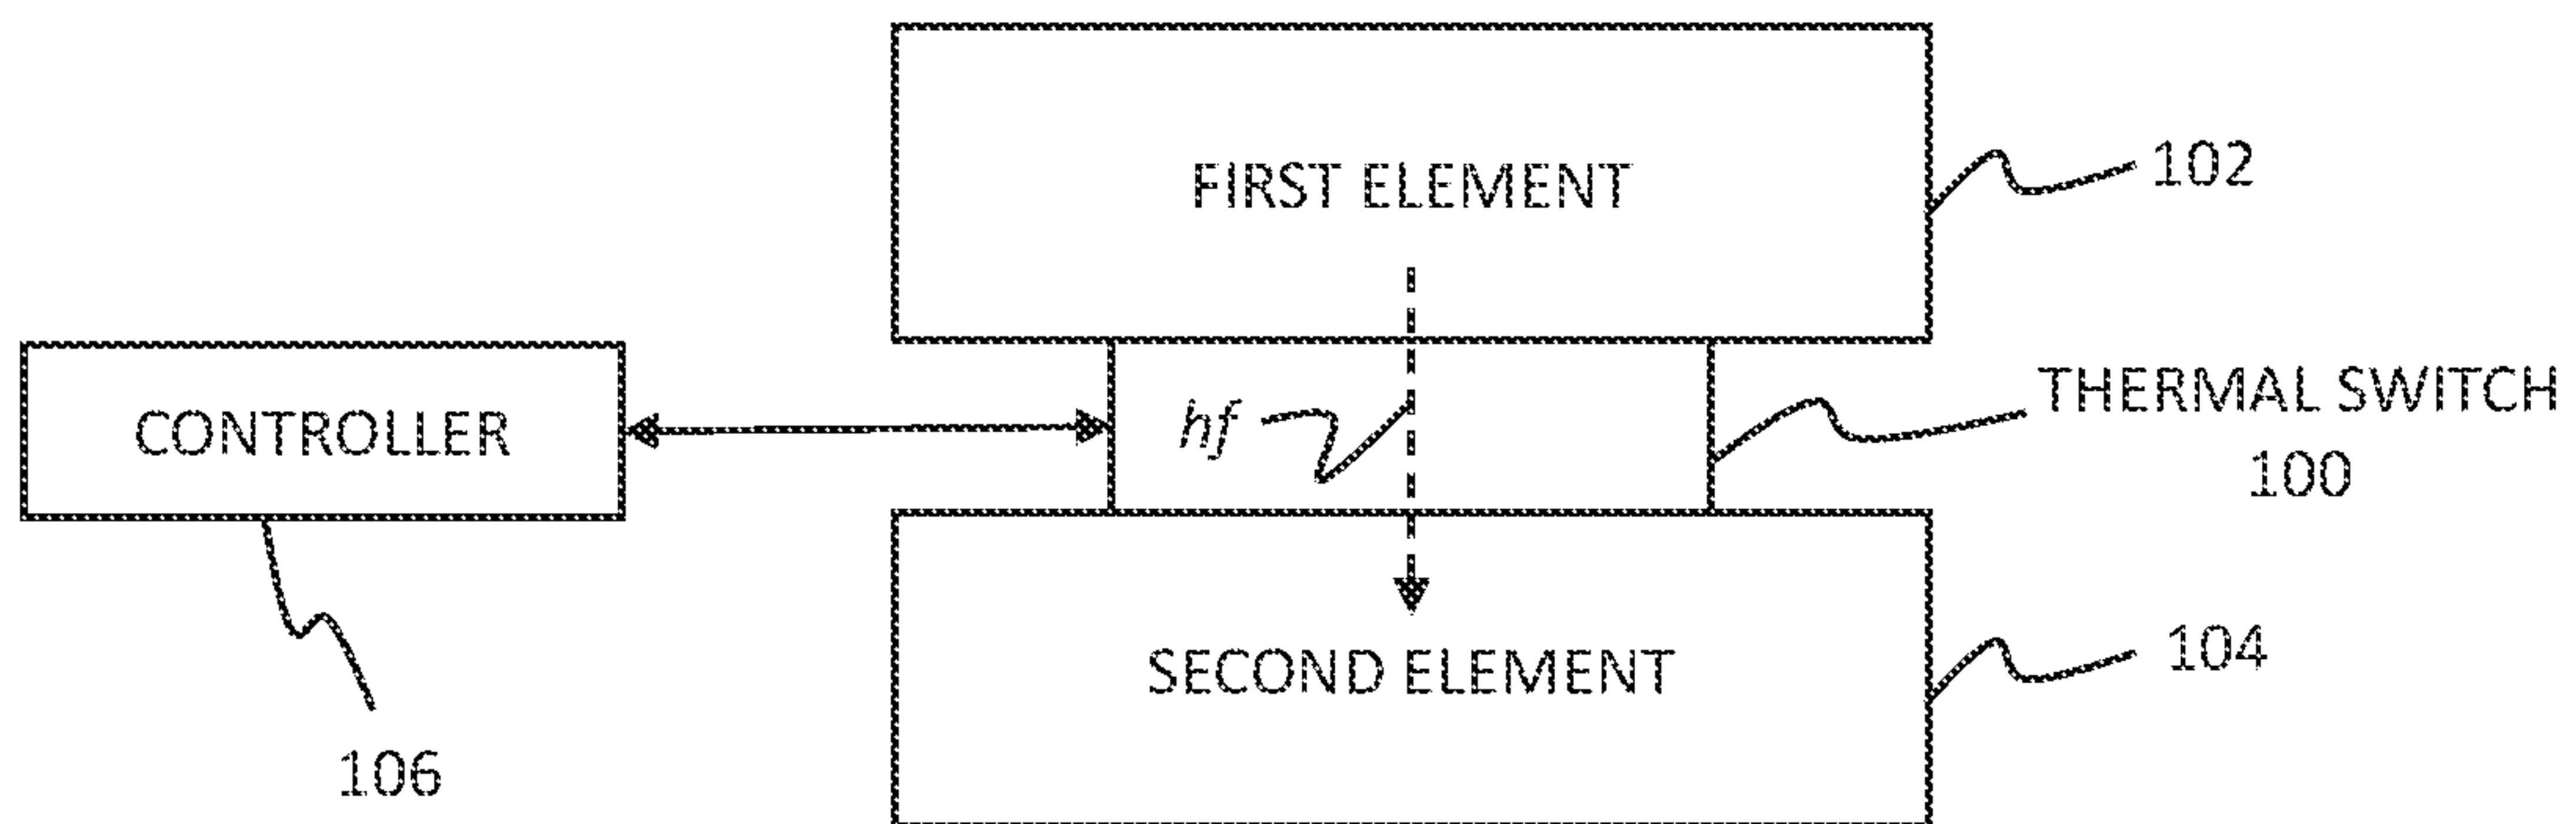 FIRST ELEMENT
102
CONTROLLER
hf
THERMAL SWITCH
100
SECOND ELEMENT
104
106